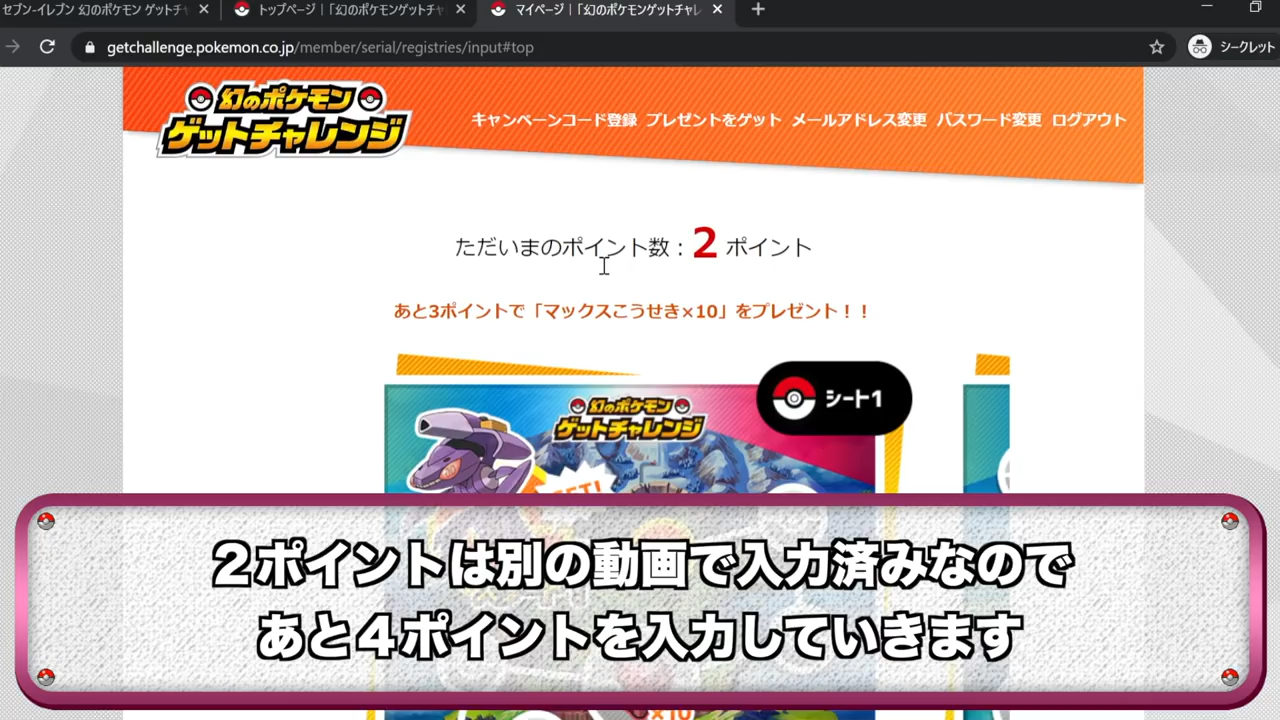 セブン-イレブン 幻のポケモン ゲットチ
トップページ | 「幻のポケモンゲットチャ
マイページ | 「幻のポケモンゲットチャレ
getchallenge.pokemon.co.jp/member/serial/registries/input#top
シークレット
幻のポケモン
ゲットチャレンジ
キャンペーンコード登録 プレゼントをゲット メールアドレス変更 パスワード変更 ログアウト
ただいまのポイント数：2 ポイント
あと3ポイントで「マックスこうせき×10」をプレゼント！！
シート1
幻のポケモン
ゲットチャレンジ
GET!
2ポイントは別の動画で入力済みなので
あと4ポイントを入力していきます
×10